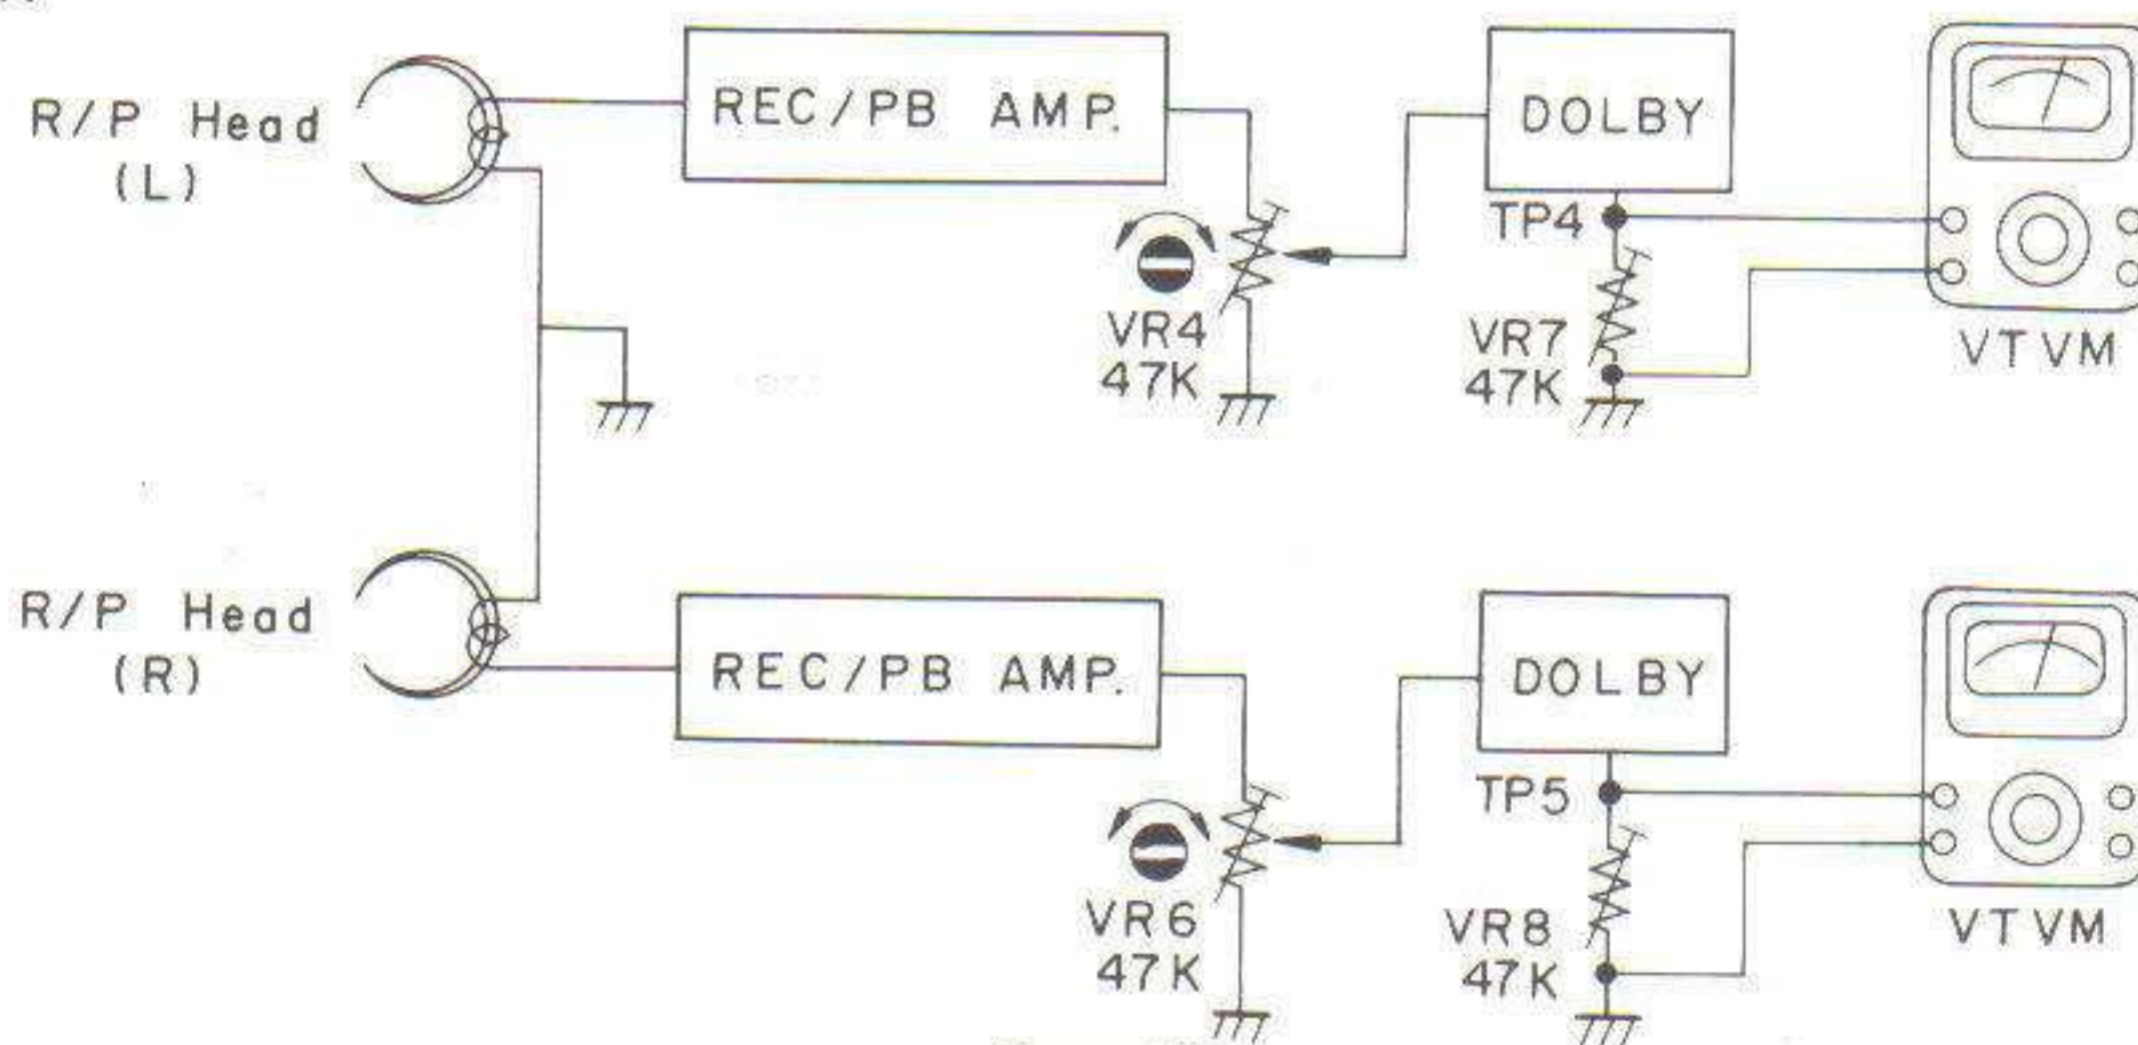 R/P Head
(L)
REC/PB AMP.
DOLBY
TP4
VR4
47K
VR7
47K
VTVM
R/P Head
(R)
REC/PB AMP.
DOLBY
TP5
VR6
47K
VR8
47K
VTVM